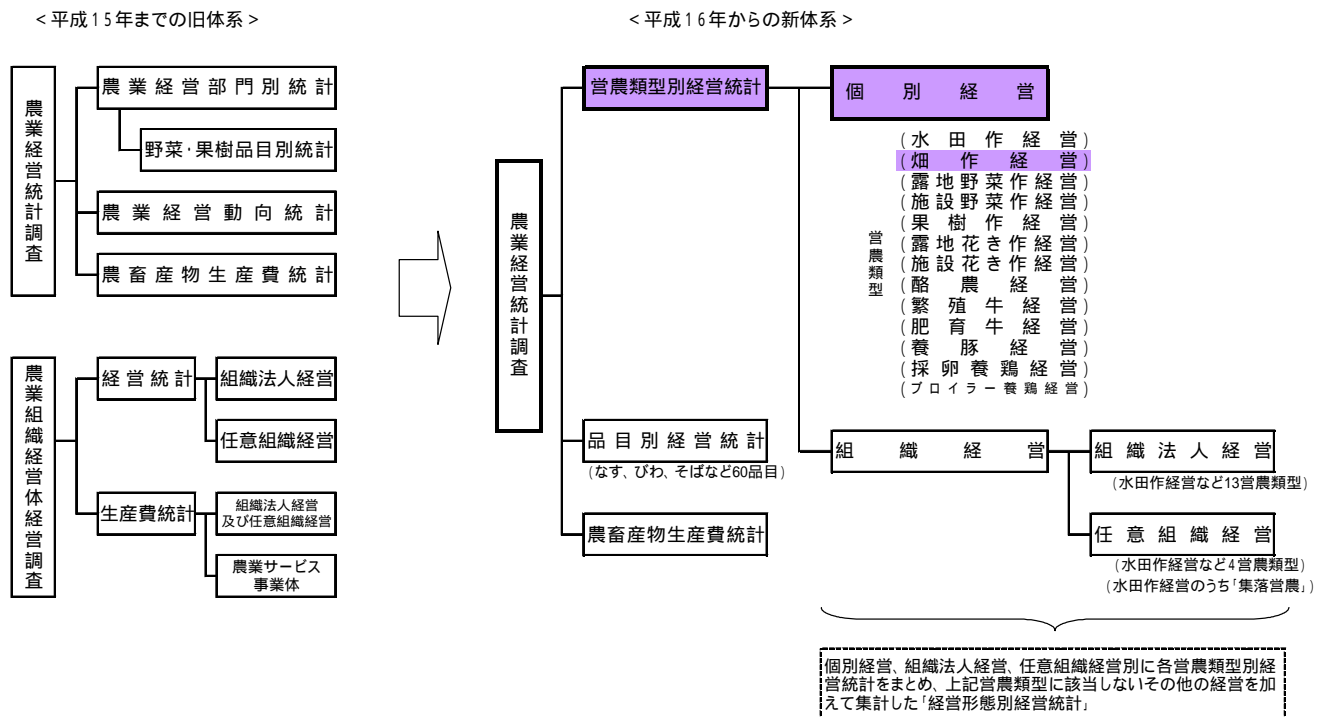 ＜平成15年までの旧体系＞
農業経営統計調査
農業経営部門別統計
野菜・果樹品目別統計
農業経営動向統計
農畜産物生産費統計
農業組織経営体経営調査
経営統計
組織法人経営
任意組織経営
生産費統計
組織法人経営
及び任意組織経営
農業サービス
事業体
＜平成16年からの新体系＞
農業経営統計調査
営農類型別経営統計
個別経営
営農類型
(水田作経営)
(畑作経営)
(露地野菜作経営)
(施設野菜作経営)
(果樹作経営)
(露地花き作経営)
(施設花き作経営)
(酪農経営)
(繁殖牛経営)
(肥育牛経営)
(養豚経営)
(採卵養鶏経営)
(ブロイラー養鶏経営)
組織経営
組織法人経営
(水田作経営など13営農類型)
任意組織経営
(水田作経営など4営農類型)
(水田作経営のうち「集落営農」)
品目別経営統計
(なす、びわ、そばなど60品目)
農畜産物生産費統計
個別経営、組織法人経営、任意組織経営別に各営農類型別経
営統計をまとめ、上記営農類型に該当しないその他の経営を加
えて集計した「経営形態別経営統計」